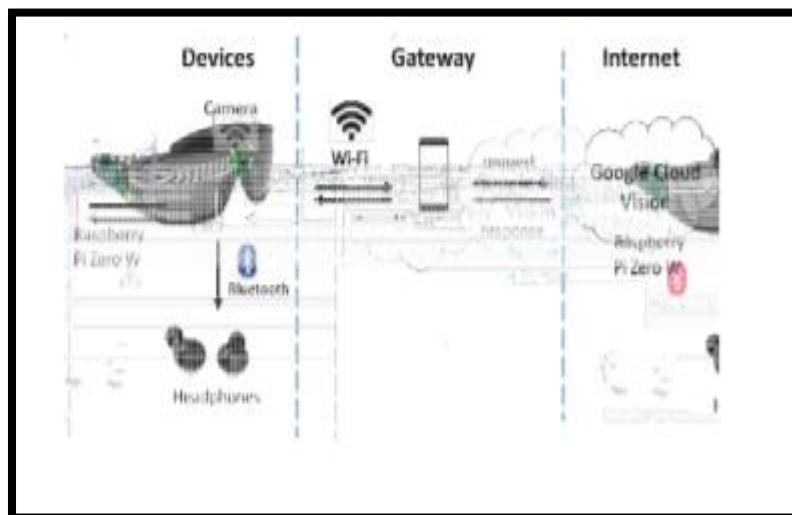 Devices
Gateway
Internet
Camera
Wi-Fi
request
response
Google Cloud
Vision
Raspberry
Pi Zero W
Bluetooth
Headphones
Raspberry
Pi Zero W
H